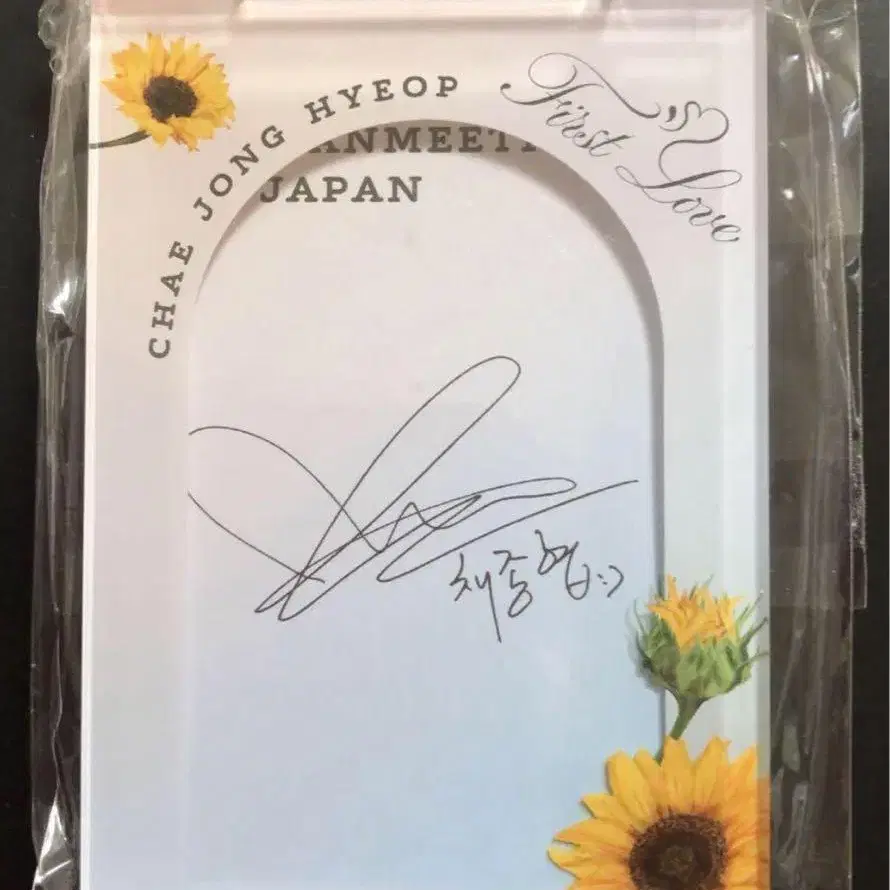 CHAE JONG HYEOP
First Love
JAPAN
채종협:)